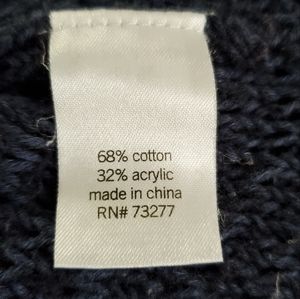 68% cotton
32% acrylic
made in china
RN# 73277